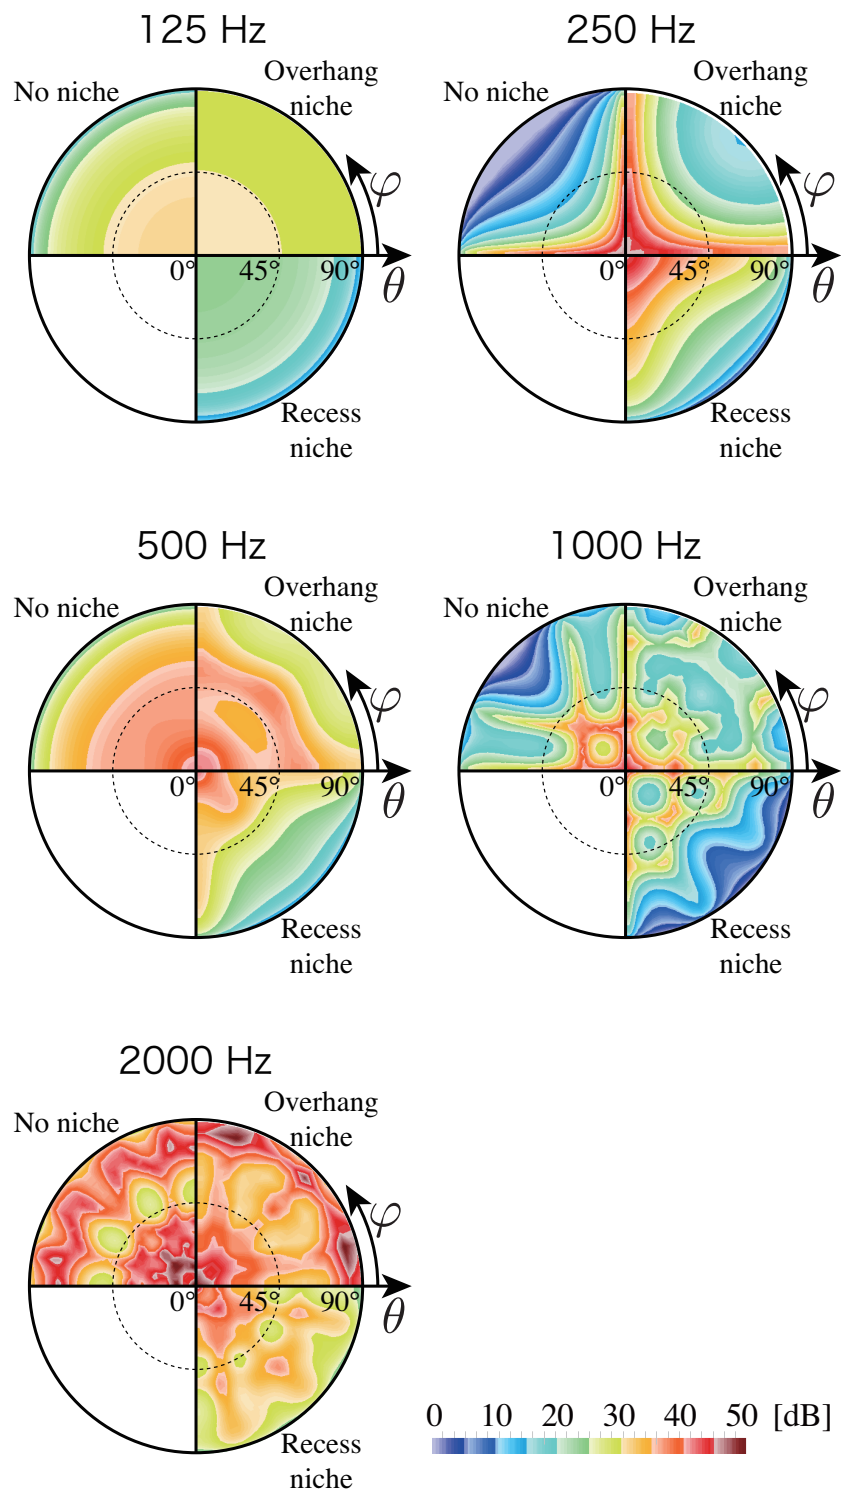 125 Hz
No niche
Overhang
niche
φ
0° 45° 90°
θ
Recess
niche
250 Hz
No niche
Overhang
niche
φ
0° 45° 90°
θ
Recess
niche
500 Hz
No niche
Overhang
niche
φ
0° 45° 90°
θ
Recess
niche
1000 Hz
No niche
Overhang
niche
φ
0° 45° 90°
θ
Recess
niche
2000 Hz
No niche
Overhang
niche
φ
0° 45° 90°
θ
Recess
niche
0 10 20 30 40 50 [dB]